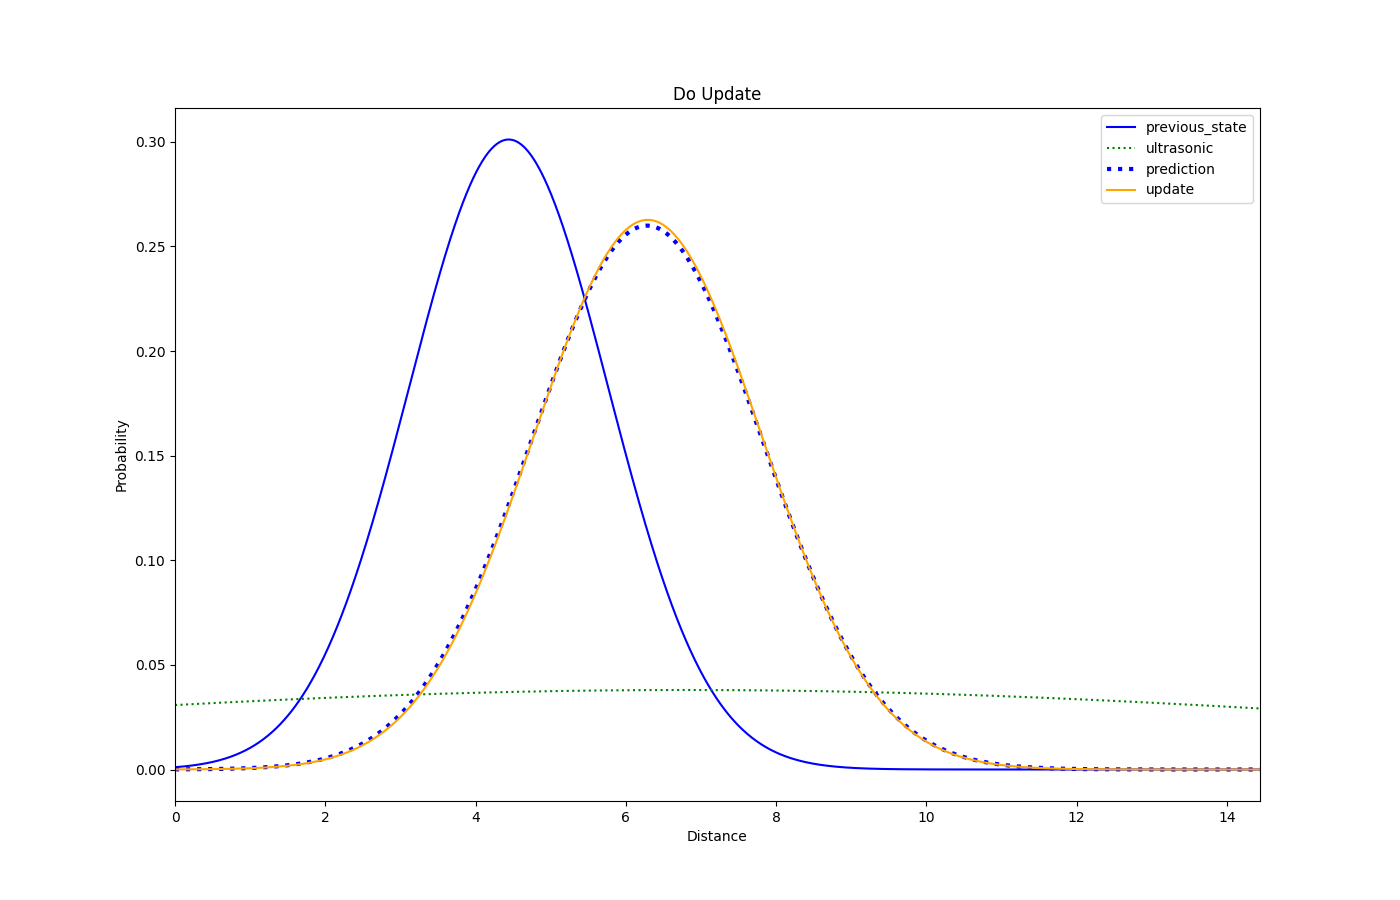 Do Update
previous_state
ultrasonic
prediction
update
0.30
0.25
0.20
0.15
0.10
0.05
0.00
Probability
0 2 4 6 8 10 12 14
Distance